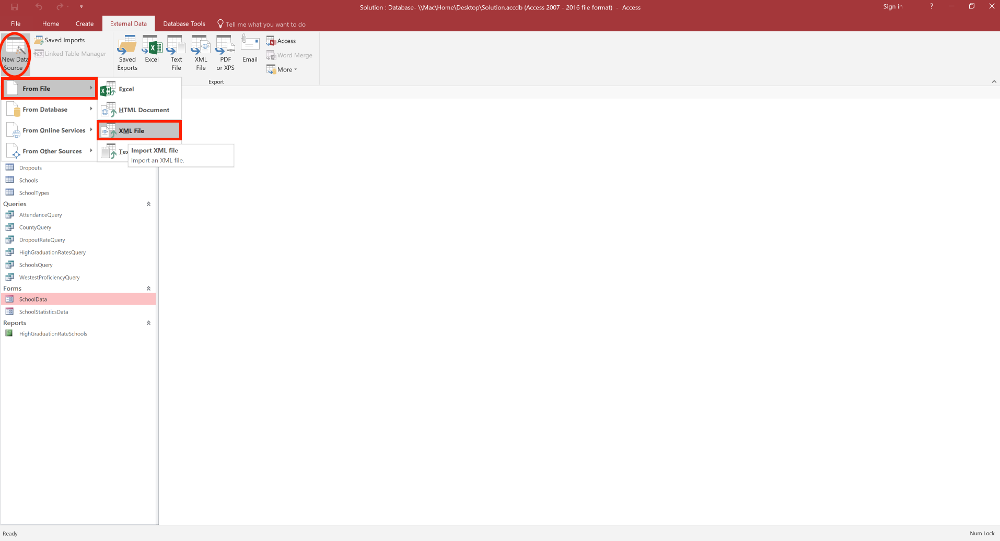 Solution : Database- \\Mac\Home\Desktop\Solution.accdb (Access 2007 - 2016 file format) - Access
Sign in
?
File
Home
Create
External Data
Database Tools
Tell me what you want to do
New Data
Source
Saved Imports
Linked Table Manager
Saved
Exports
Excel
Text
File
XML
File
PDF
or XPS
Email
Access
Word Merge
More
Export
From File
From Database
From Online Services
From Other Sources
Excel
HTML Document
XML File
Tex
Import XML file
Import an XML file.
Dropouts
Schools
SchoolTypes
Queries
AttendanceQuery
CountyQuery
DropoutRateQuery
HighGraduationRatesQuery
SchoolsQuery
WestestProficiencyQuery
Forms
SchoolData
SchoolStatisticsData
Reports
HighGraduationRateSchools
Ready
Num Lock